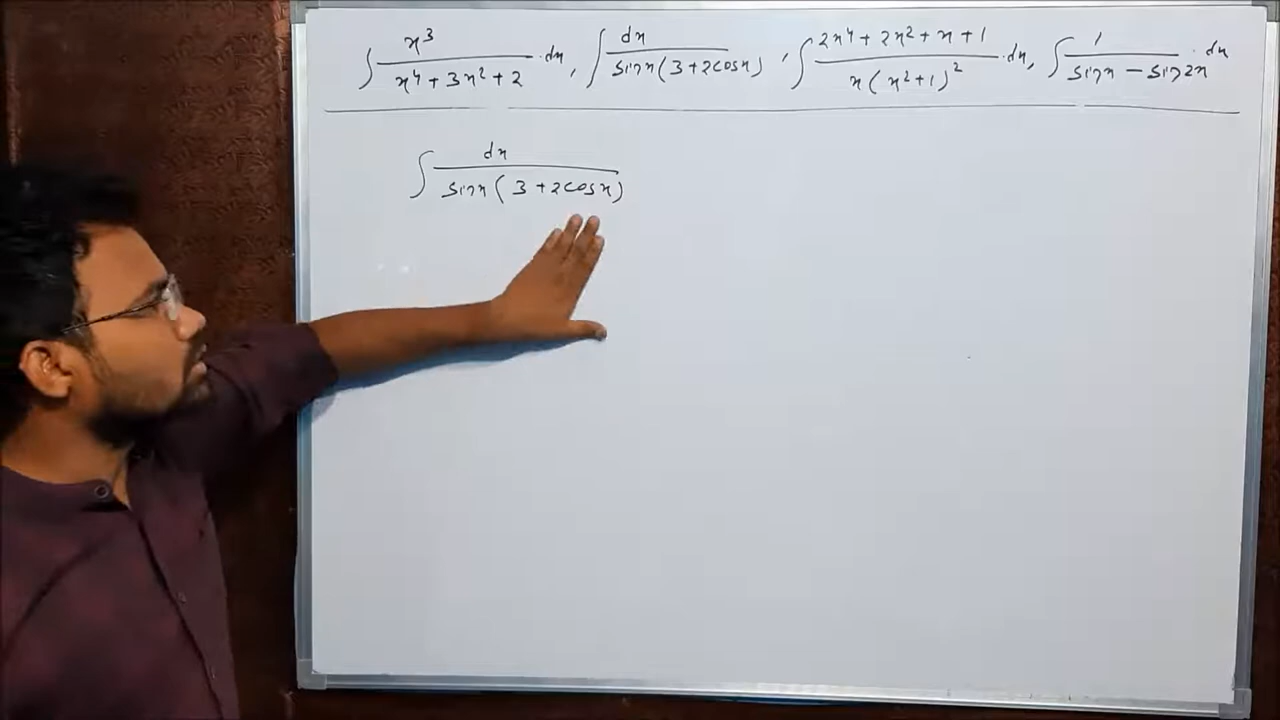 ∫ x³/(x⁴+3x²+2) ·dx, ∫ dx/(sinx(3+2cosx)), ∫ (2x⁴+2x²+x+1)/(x(x²+1)²) ·dx, ∫ 1/(sinx−sin2x) ·dx
∫ dx/(sinx(3+2cosx))